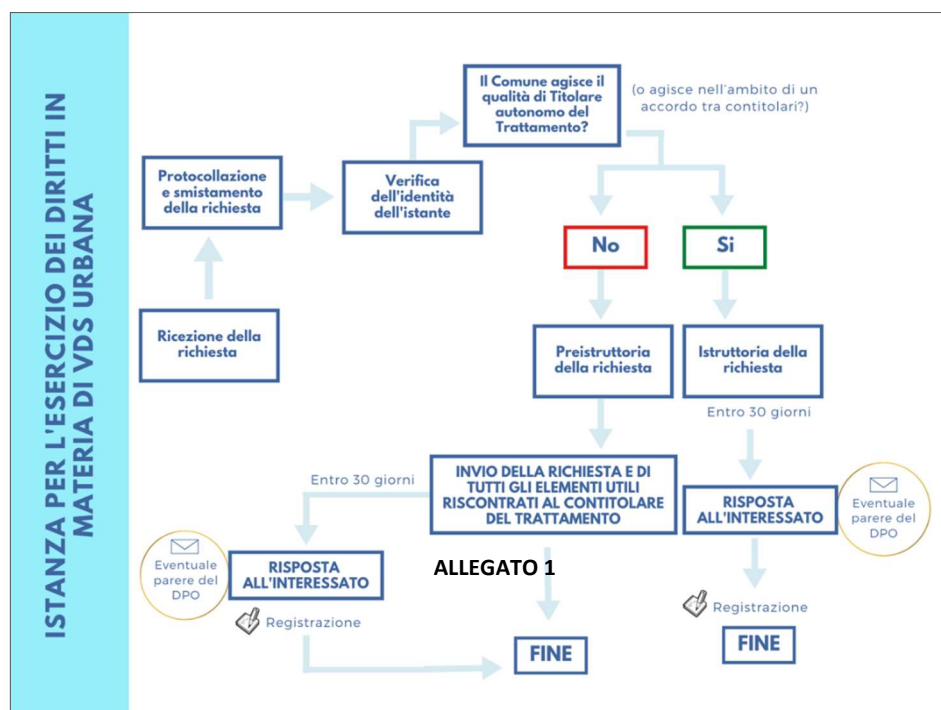 ISTANZA PER L'ESERCIZIO DEI DIRITTI IN
MATERIA DI VDS URBANA
Il Comune agisce il
qualità di Titolare
autonomo del
Trattamento?
(o agisce nell'ambito di un
accordo tra contitolari?)
Protocollazione
e smistamento
della richiesta
Verifica
dell'identità
dell'istante
No
Si
Ricezione della
richiesta
Preistruttoria
della richiesta
Istruttoria della
richiesta
Entro 30 giorni
Entro 30 giorni
INVIO DELLA RICHIESTA E DI
TUTTI GLI ELEMENTI UTILI
RISCONTRATI AL CONTITOLARE
DEL TRATTAMENTO
RISPOSTA
ALL'INTERESSATO
Eventuale
parere del
DPO
Eventuale
parere del
DPO
RISPOSTA
ALL'INTERESSATO
ALLEGATO 1
Registrazione
Registrazione
FINE
FINE